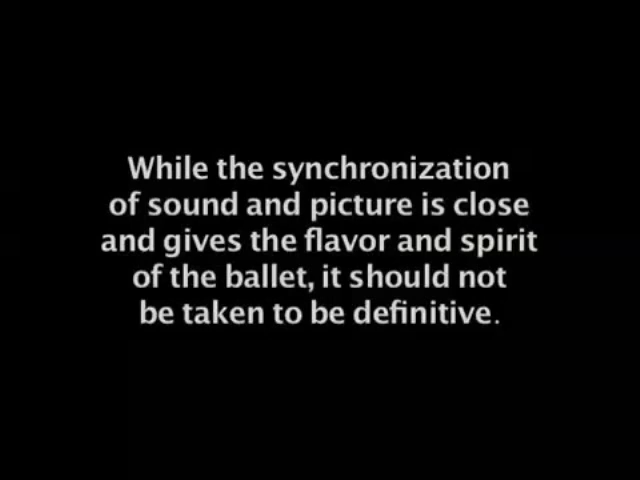 While the synchronization
of sound and picture is close
and gives the flavor and spirit
of the ballet, it should not
be taken to be definitive.